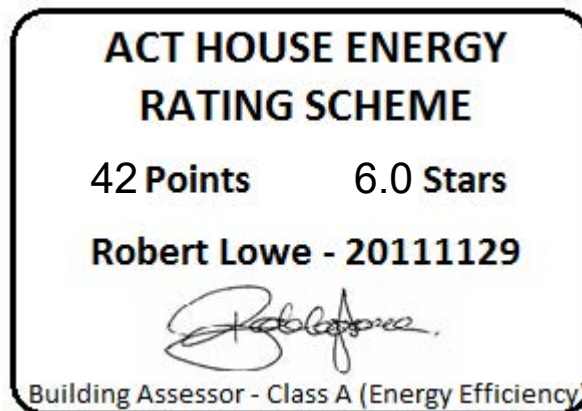 ACT HOUSE ENERGY
RATING SCHEME
42 Points 6.0 Stars
Robert Lowe - 20111129
Building Assessor - Class A (Energy Efficiency)